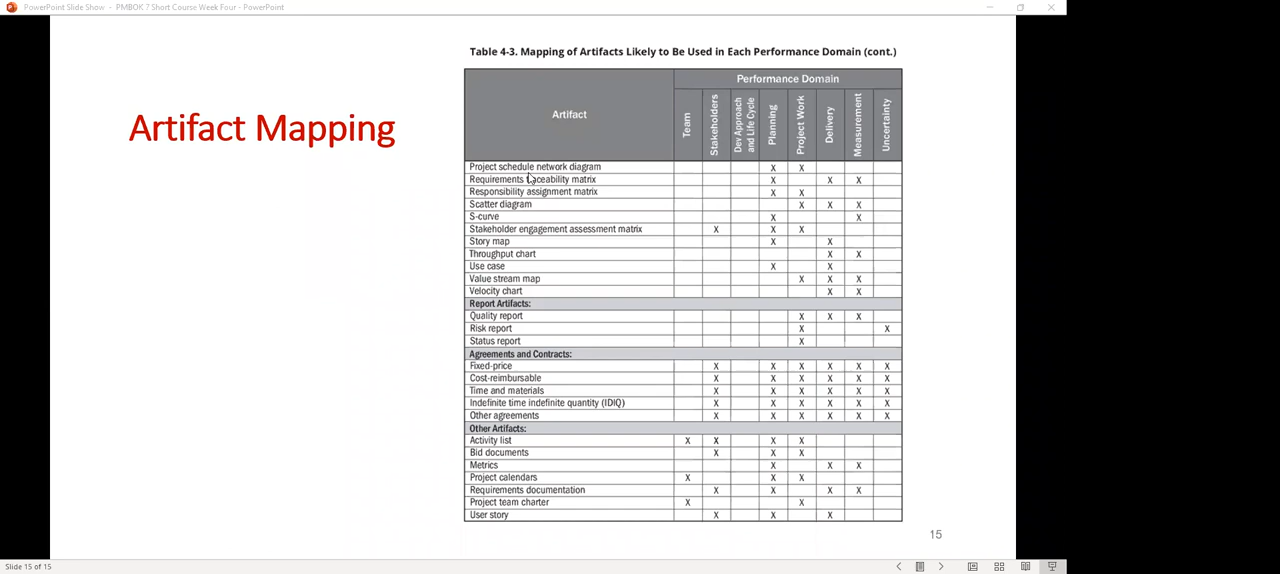 PowerPoint Slide Show - PMBOK 7 Short Course Week Four - PowerPoint
Artifact Mapping
Table 4-3. Mapping of Artifacts Likely to Be Used in Each Performance Domain (cont.)
Artifact
Performance Domain
Team
Stakeholders
Dev Approach
and Life Cycle
Planning
Project Work
Delivery
Measurement
Uncertainty
Project schedule network diagram X X
Requirements traceability matrix X X X
Responsibility assignment matrix X X
Scatter diagram X X X
S-curve X X
Stakeholder engagement assessment matrix X X X
Story map X X
Throughput chart X X
Use case X X
Value stream map X X X
Velocity chart X X
Report Artifacts:
Quality report X X X
Risk report X X
Status report X
Agreements and Contracts:
Fixed-price X X X X X X
Cost-reimbursable X X X X X X
Time and materials X X X X X X
Indefinite time indefinite quantity (IDIQ) X X X X X X
Other agreements X X X X X X
Other Artifacts:
Activity list X X X X
Bid documents X X X
Metrics X X X
Project calendars X X X
Requirements documentation X X X X
Project team charter X X
User story X X X
15
Slide 15 of 15